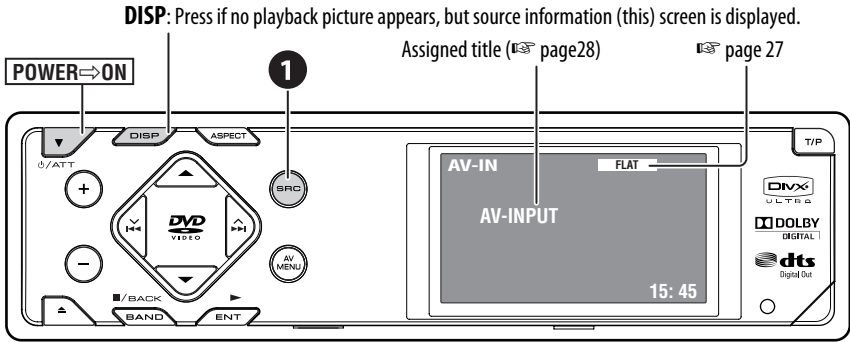 DISP: Press if no playback picture appears, but source information (this) screen is displayed.
Assigned title (☞ page28)
☞ page 27
POWER⇨ON
1
DISP
ASPECT
T/P
▼
⏻/ATT
+
SRC
AV-IN
FLAT
DIVX
ULTRA
DVD
VIDEO
AV-INPUT
DOLBY
DIGITAL
–
AV
MENU
dts
Digital Out
15: 45
■/BACK
BAND
ENT